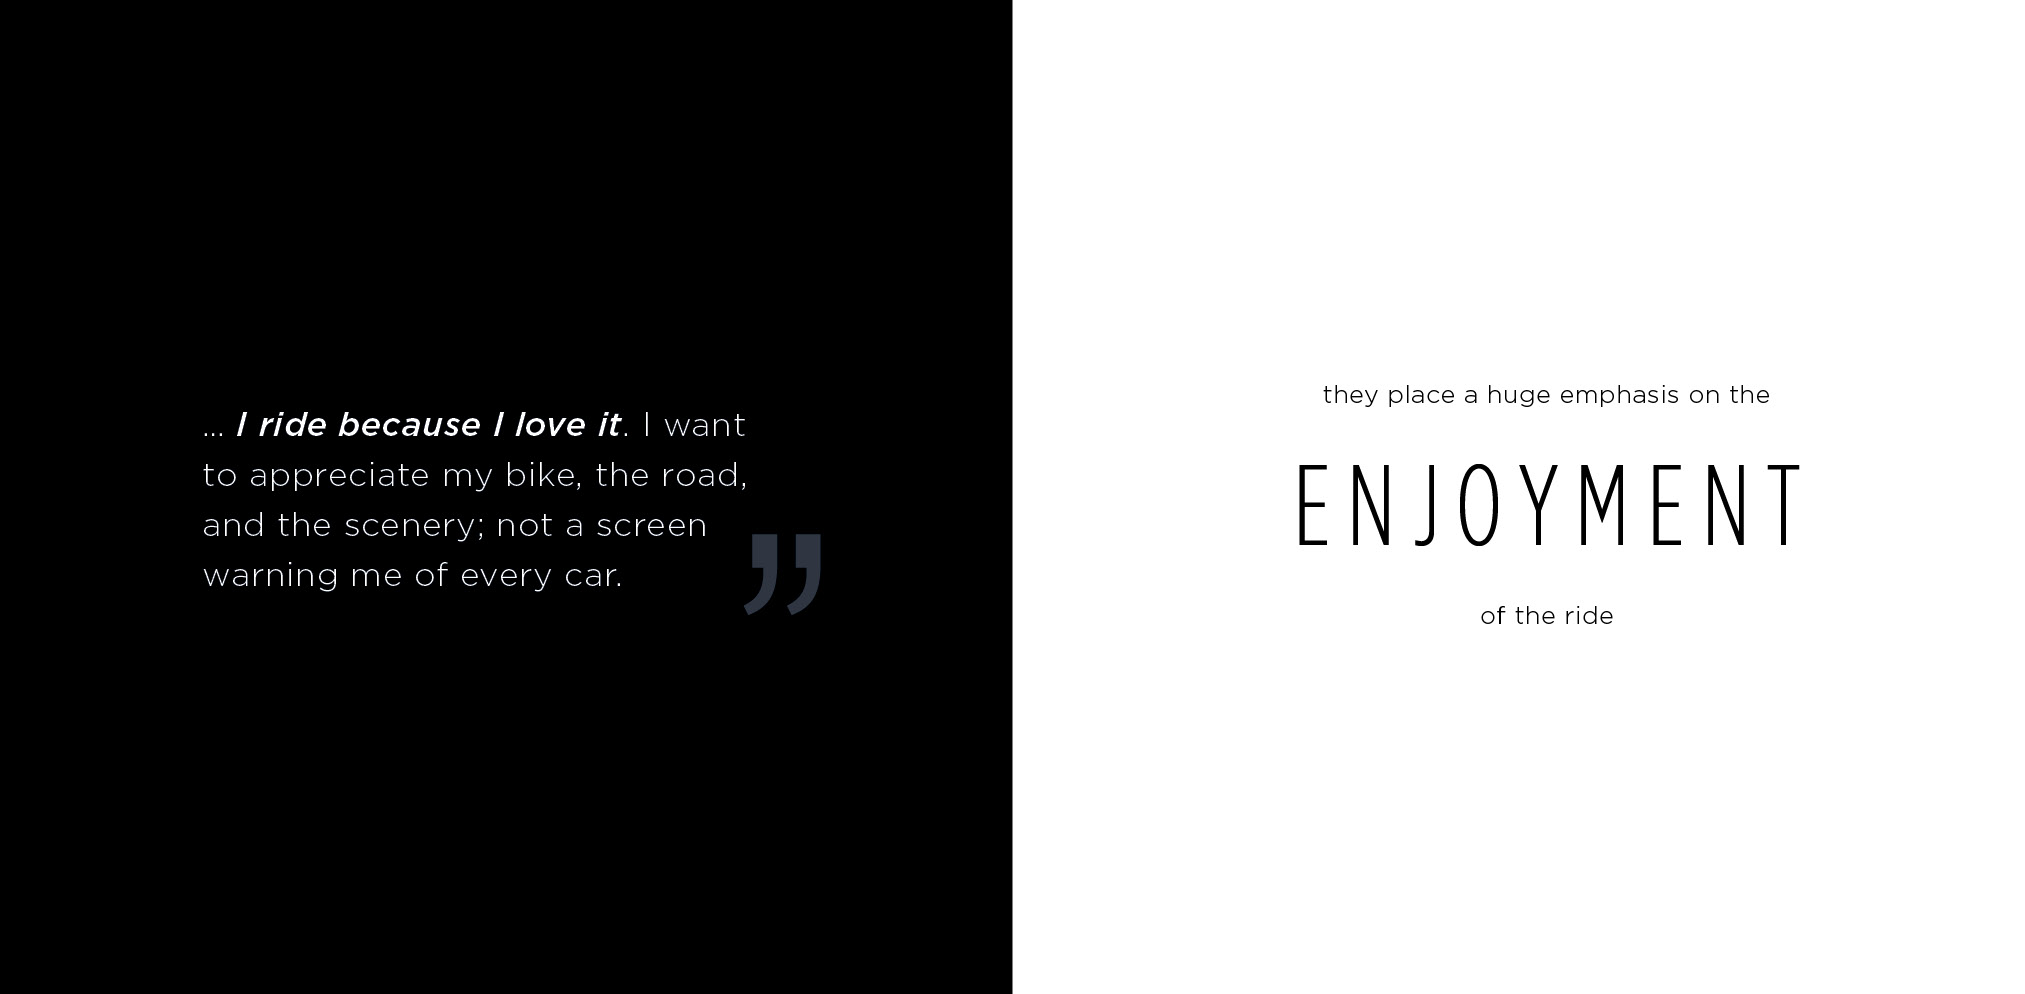 ... I ride because I love it. I want
to appreciate my bike, the road,
and the scenery; not a screen
warning me of every car.
”
they place a huge emphasis on the
ENJOYMENT
of the ride